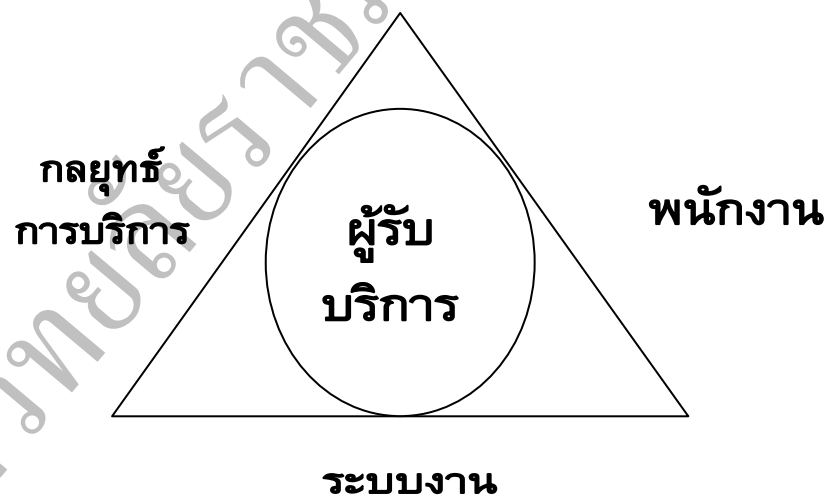 กลยุทธ์
การบริการ
ผู้รับ
บริการ
พนักงาน
ระบบงาน